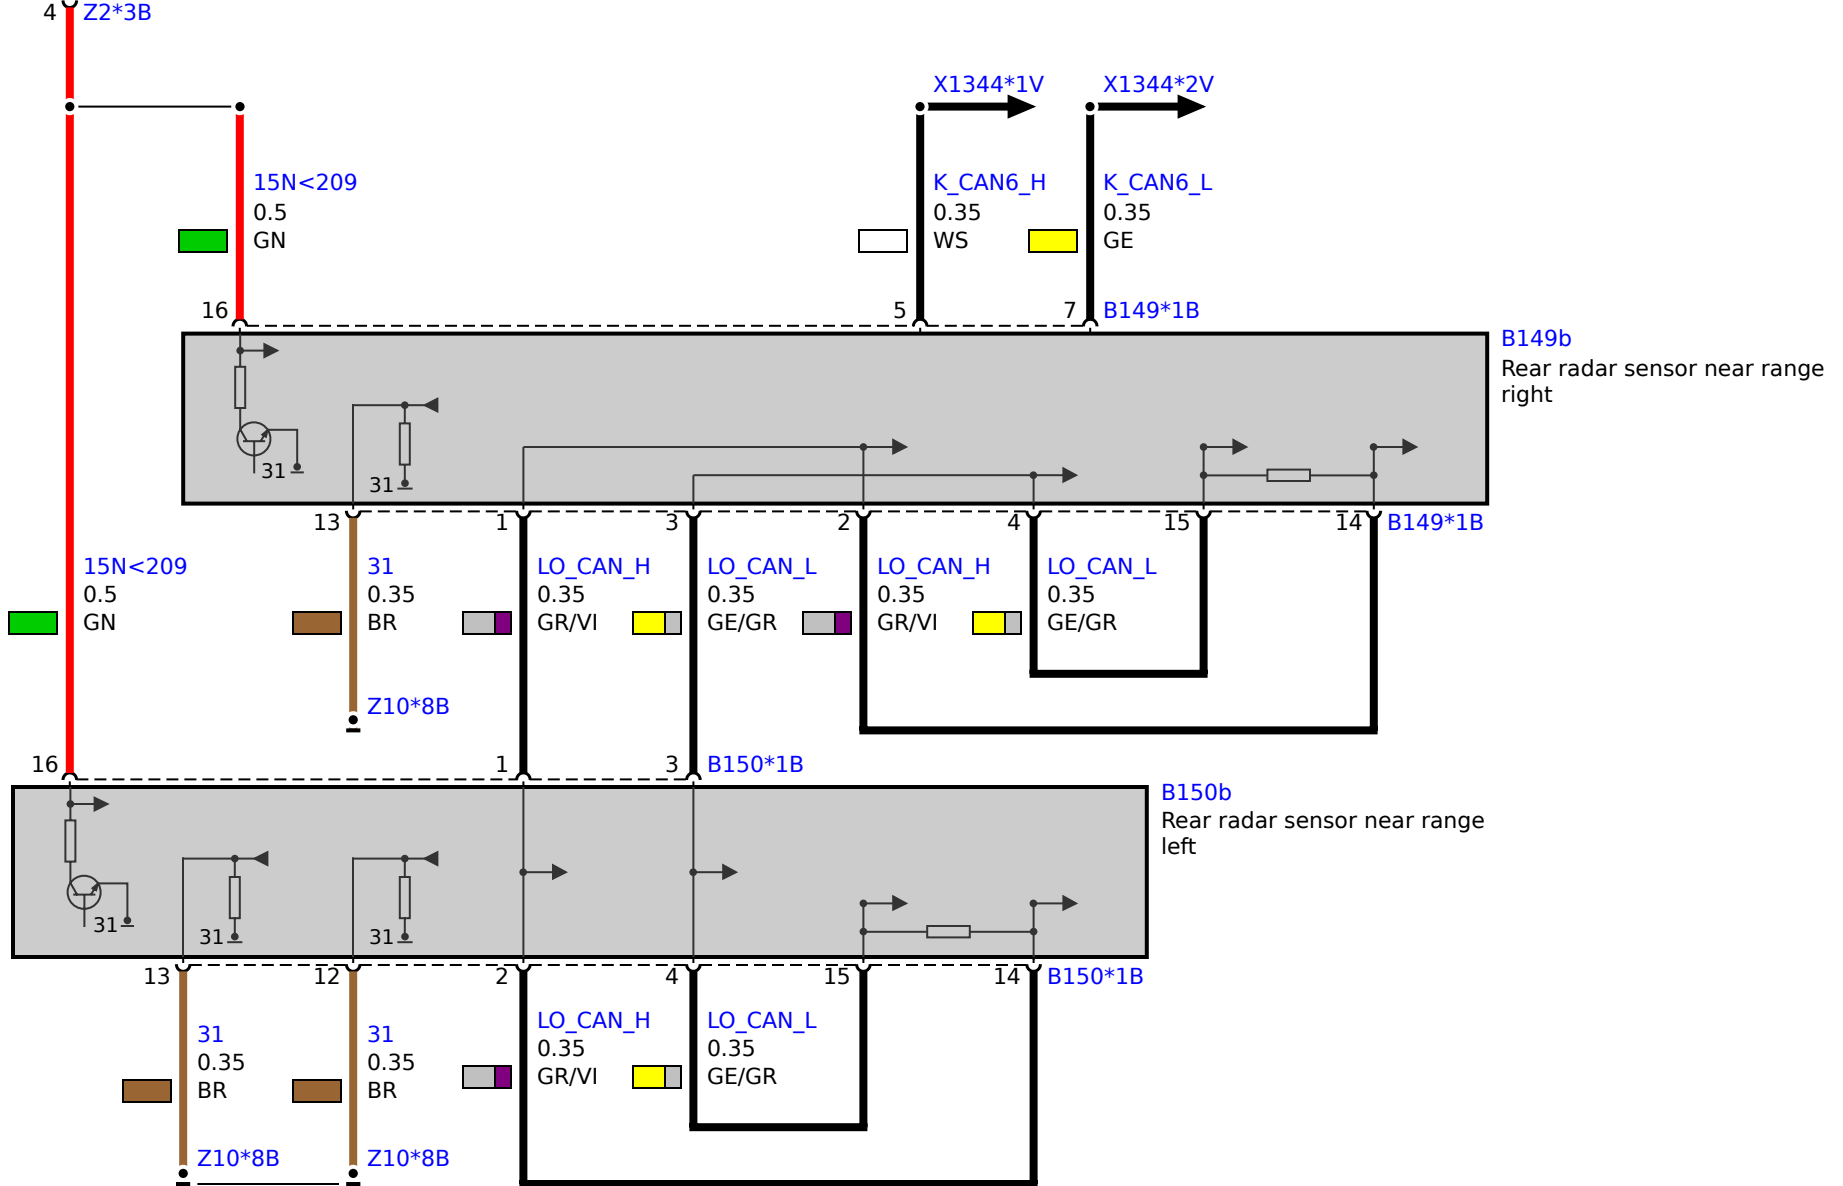 4 Z2*3B
X1344*1V X1344*2V
15N<209 K_CAN6_H K_CAN6_L
0.5 0.35 0.35
GN WS GE
16 5 7 B149*1B
B149b
Rear radar sensor near range
right
31 31
13 1 3 2 4 15 14 B149*1B
15N<209 31 LO_CAN_H LO_CAN_L LO_CAN_H LO_CAN_L
0.5 0.35 0.35 0.35 0.35 0.35
GN BR GR/VI GE/GR GR/VI GE/GR
Z10*8B
16 1 3 B150*1B
B150b
Rear radar sensor near range
left
31 31 31
13 12 2 4 15 14 B150*1B
31 31 LO_CAN_H LO_CAN_L
0.35 0.35 0.35 0.35
BR BR GR/VI GE/GR
Z10*8B Z10*8B